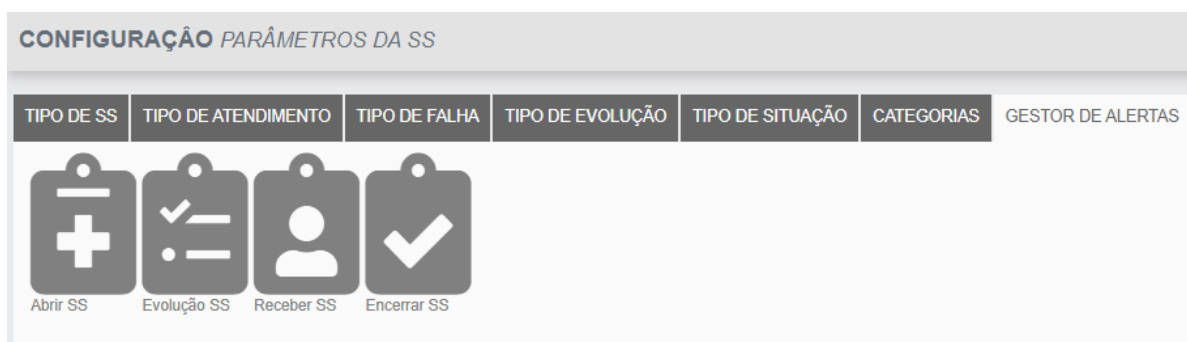 CONFIGURAÇÂO PARÂMETROS DA SS
TIPO DE SS TIPO DE ATENDIMENTO TIPO DE FALHA TIPO DE EVOLUÇÃO TIPO DE SITUAÇÃO CATEGORIAS GESTOR DE ALERTAS
Abrir SS Evolução SS Receber SS Encerrar SS